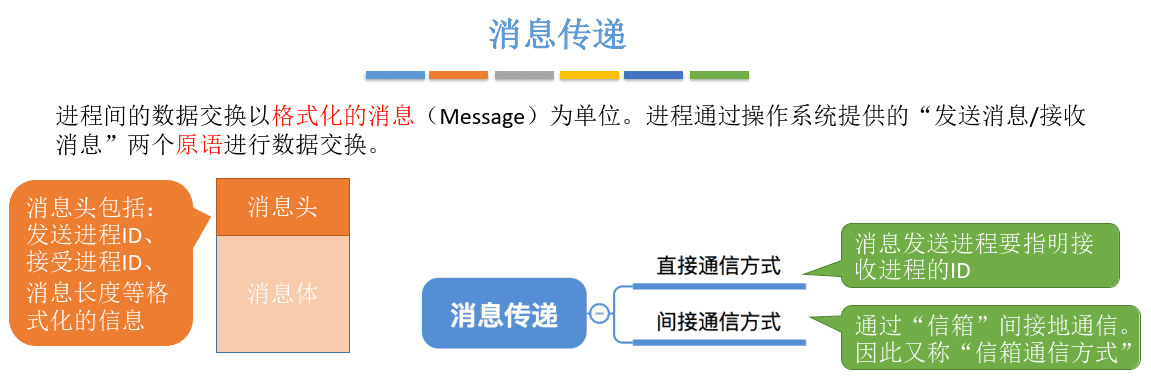 消息传递
进程间的数据交换以格式化的消息（Message）为单位。进程通过操作系统提供的“发送消息/接收
消息”两个原语进行数据交换。
消息头包括：
发送进程ID、
接受进程ID、
消息长度等格
式化的信息
消息头
消息体
消息传递
直接通信方式
消息发送进程要指明接
收进程的ID
间接通信方式
通过“信箱”间接地通信。
因此又称“信箱通信方式”